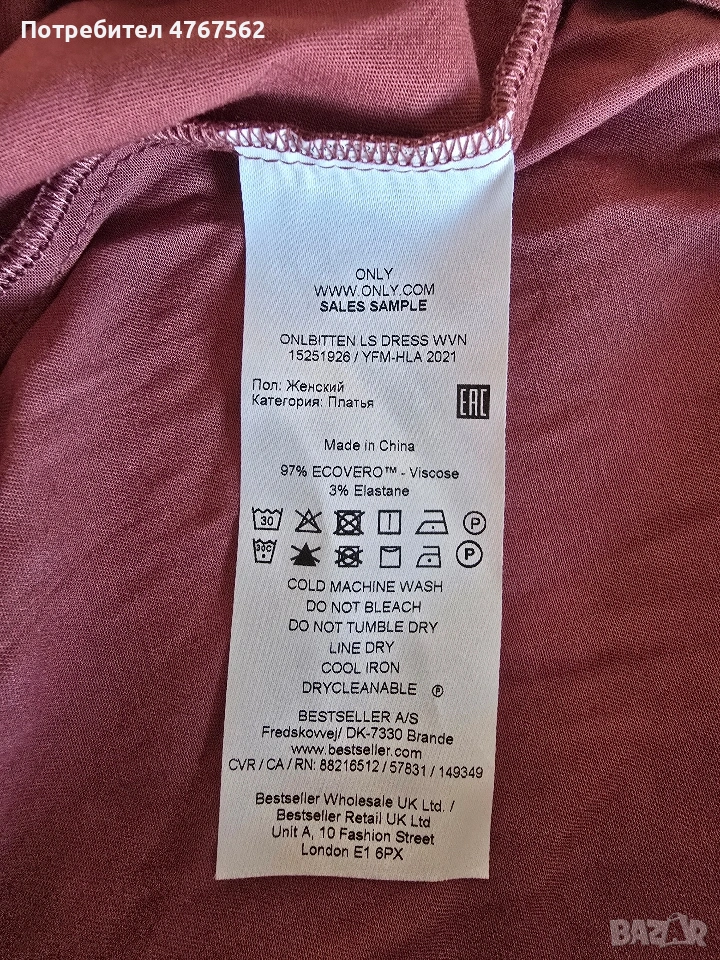 Потребител 4767562
ONLY
WWW.ONLY.COM
SALES SAMPLE
ONLBITTEN LS DRESS WVN
15251926 / YFM-HLA 2021
Пол: Женский
Категория: Платья
EAC
Made in China
97% ECOVERO™ - Viscose
3% Elastane
30 P
30C P
COLD MACHINE WASH
DO NOT BLEACH
DO NOT TUMBLE DRY
LINE DRY
COOL IRON
DRYCLEANABLE Ⓟ
BESTSELLER A/S
Fredskovvej/ DK-7330 Brande
www.bestseller.com
CVR / CA / RN: 88216512 / 57831 / 149349
Bestseller Wholesale UK Ltd. /
Bestseller Retail UK Ltd
Unit A, 10 Fashion Street
London E1 6PX
BAZAR